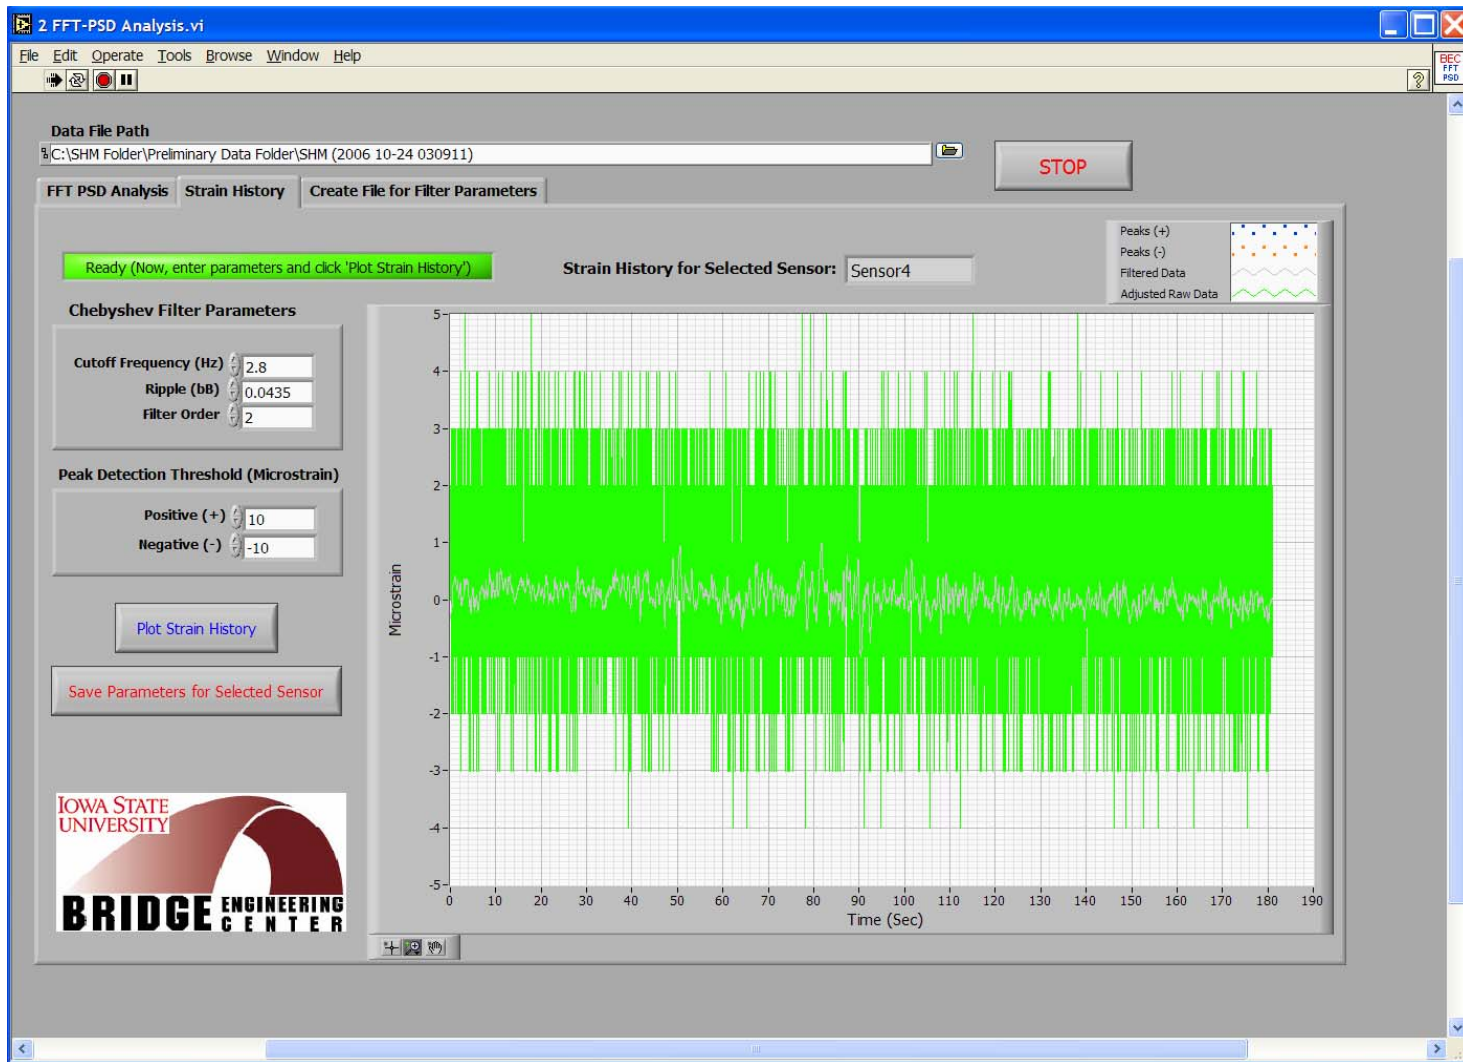 2 FFT-PSD Analysis.vi
File Edit Operate Tools Browse Window Help
BEC
FFT
PSD
?
Data File Path
C:\SHM Folder\Preliminary Data Folder\SHM (2006 10-24 030911)
STOP
FFT PSD Analysis Strain History Create File for Filter Parameters
Ready (Now, enter parameters and click 'Plot Strain History')
Strain History for Selected Sensor: Sensor4
Peaks (+)
Peaks (-)
Filtered Data
Adjusted Raw Data
Chebyshev Filter Parameters
Cutoff Frequency (Hz) 2.8
Ripple (bB) 0.0435
Filter Order 2
Peak Detection Threshold (Microstrain)
Positive (+) 10
Negative (-) -10
Plot Strain History
Save Parameters for Selected Sensor
IOWA STATE
UNIVERSITY
BRIDGE ENGINEERING
CENTER
Microstrain
5
4
3
2
1
0
-1
-2
-3
-4
-5
0 10 20 30 40 50 60 70 80 90 100 110 120 130 140 150 160 170 180 190
Time (Sec)